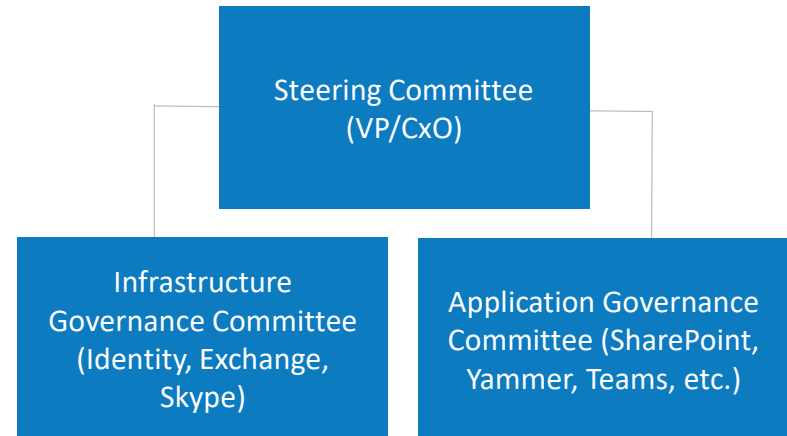 Steering Committee
(VP/CxO)
Infrastructure
Governance Committee
(Identity, Exchange,
Skype)
Application Governance
Committee (SharePoint,
Yammer, Teams, etc.)